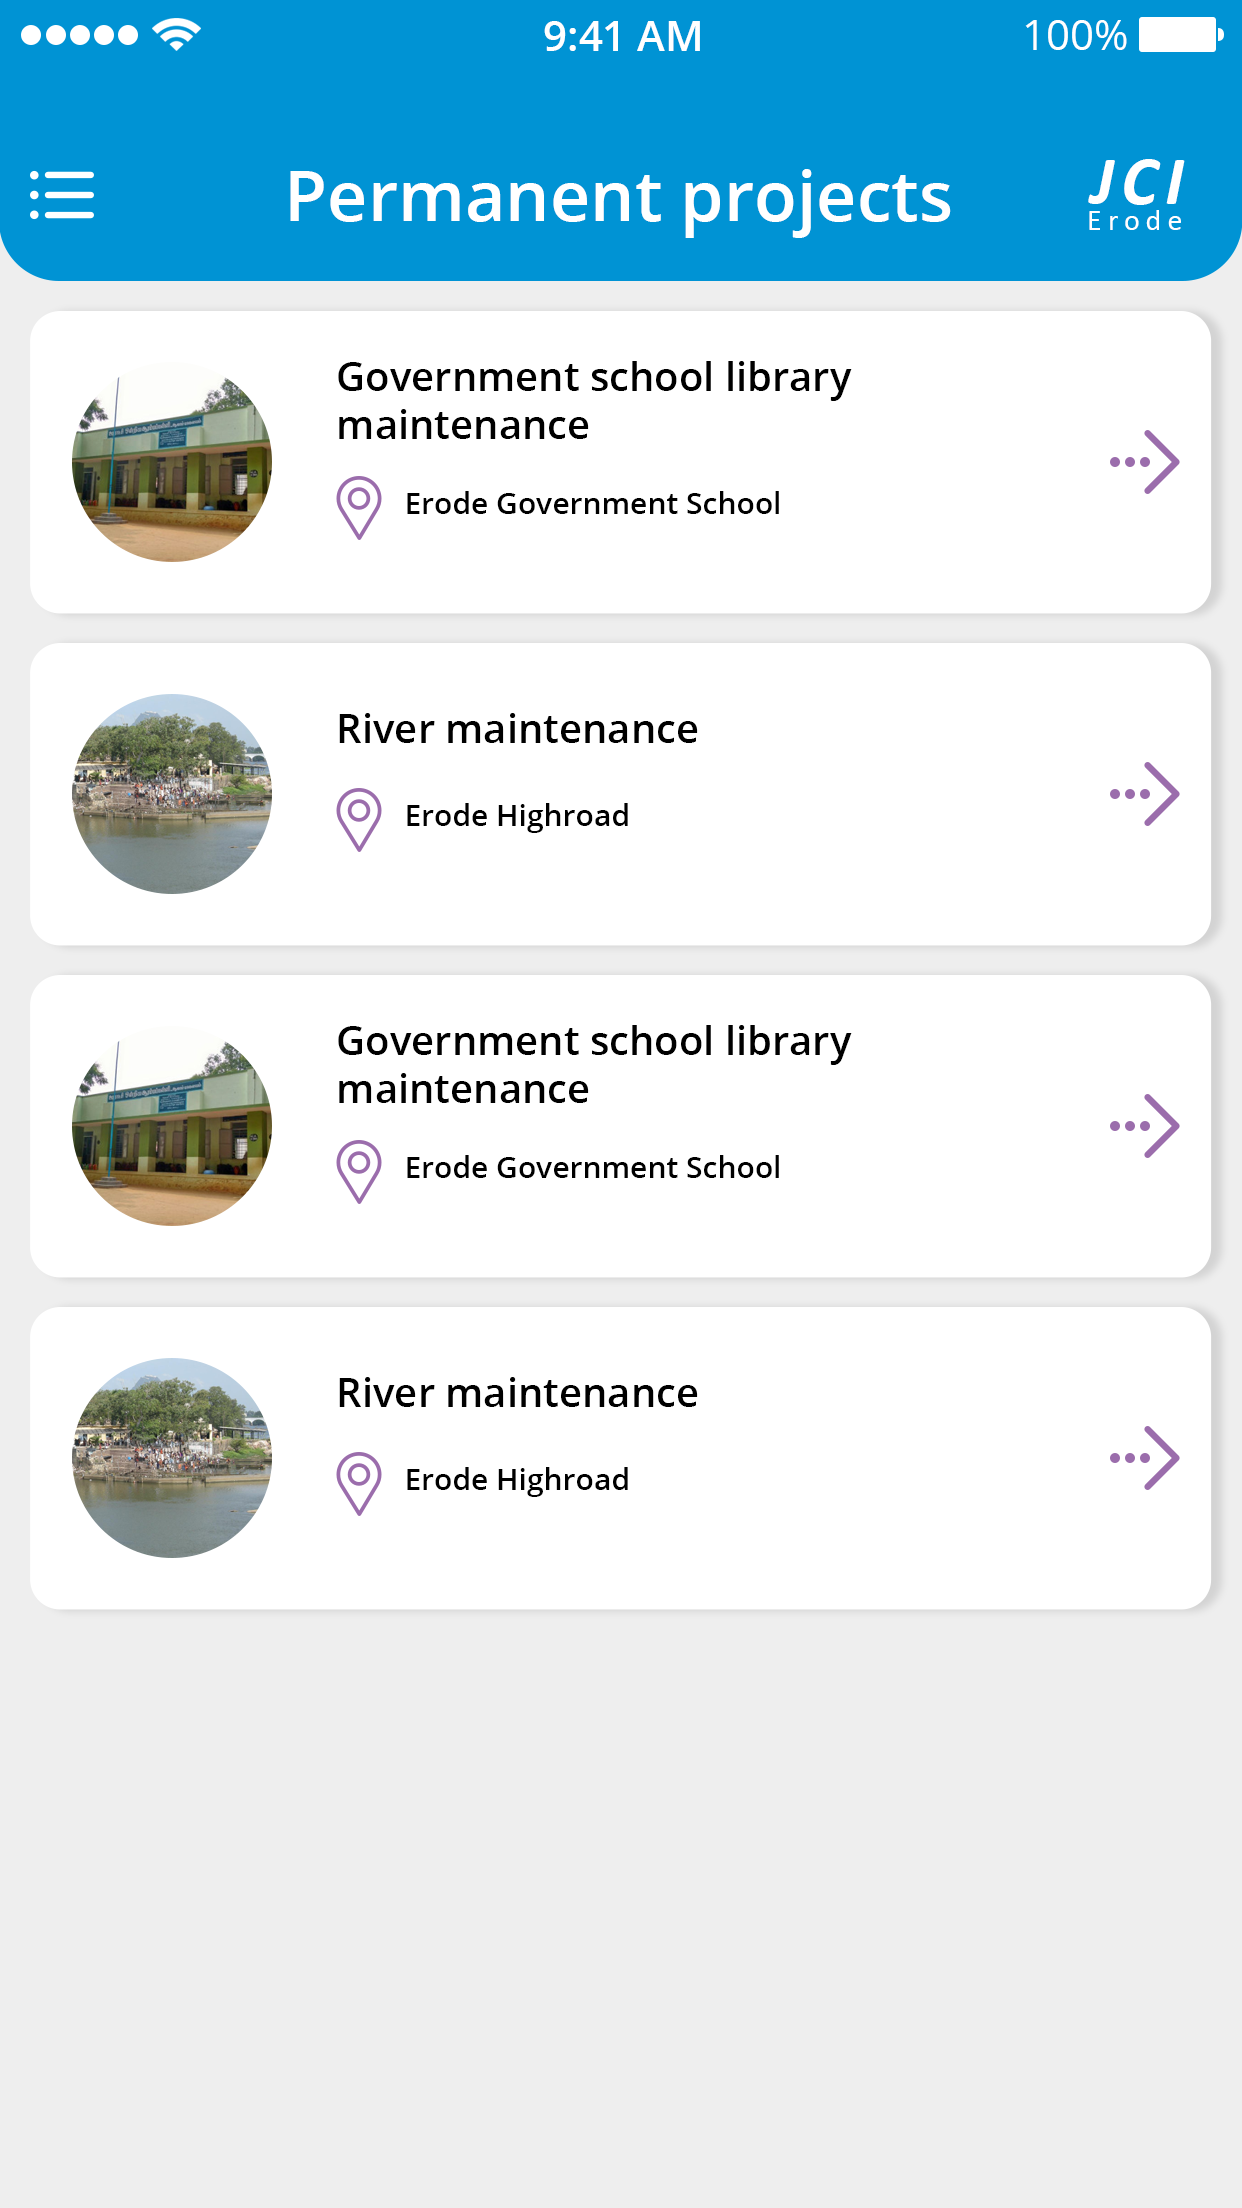 9:41 AM
100%
Permanent projects
JCI
Erode
Government school library
maintenance
Erode Government School
River maintenance
Erode Highroad
Government school library
maintenance
Erode Government School
River maintenance
Erode Highroad